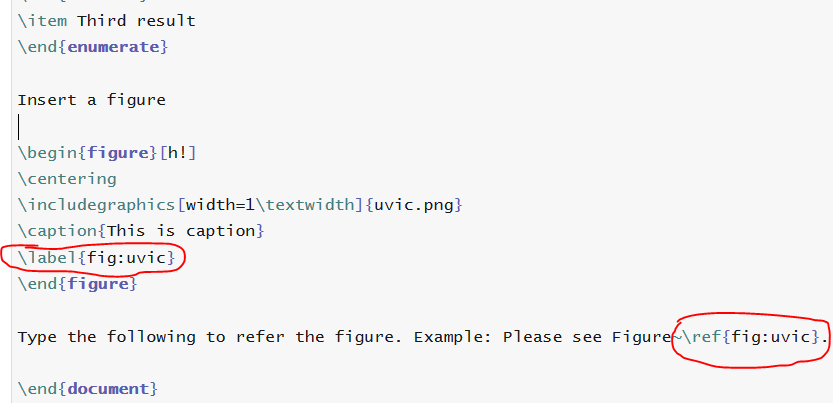 \item Third result
\end{enumerate}
Insert a figure
\begin{figure}[h!]
\centering
\includegraphics[width=1\textwidth]{uvic.png}
\caption{This is caption}
\label{fig:uvic}
\end{figure}
Type the following to refer the figure. Example: Please see Figure~\ref{fig:uvic}.
\end{document}